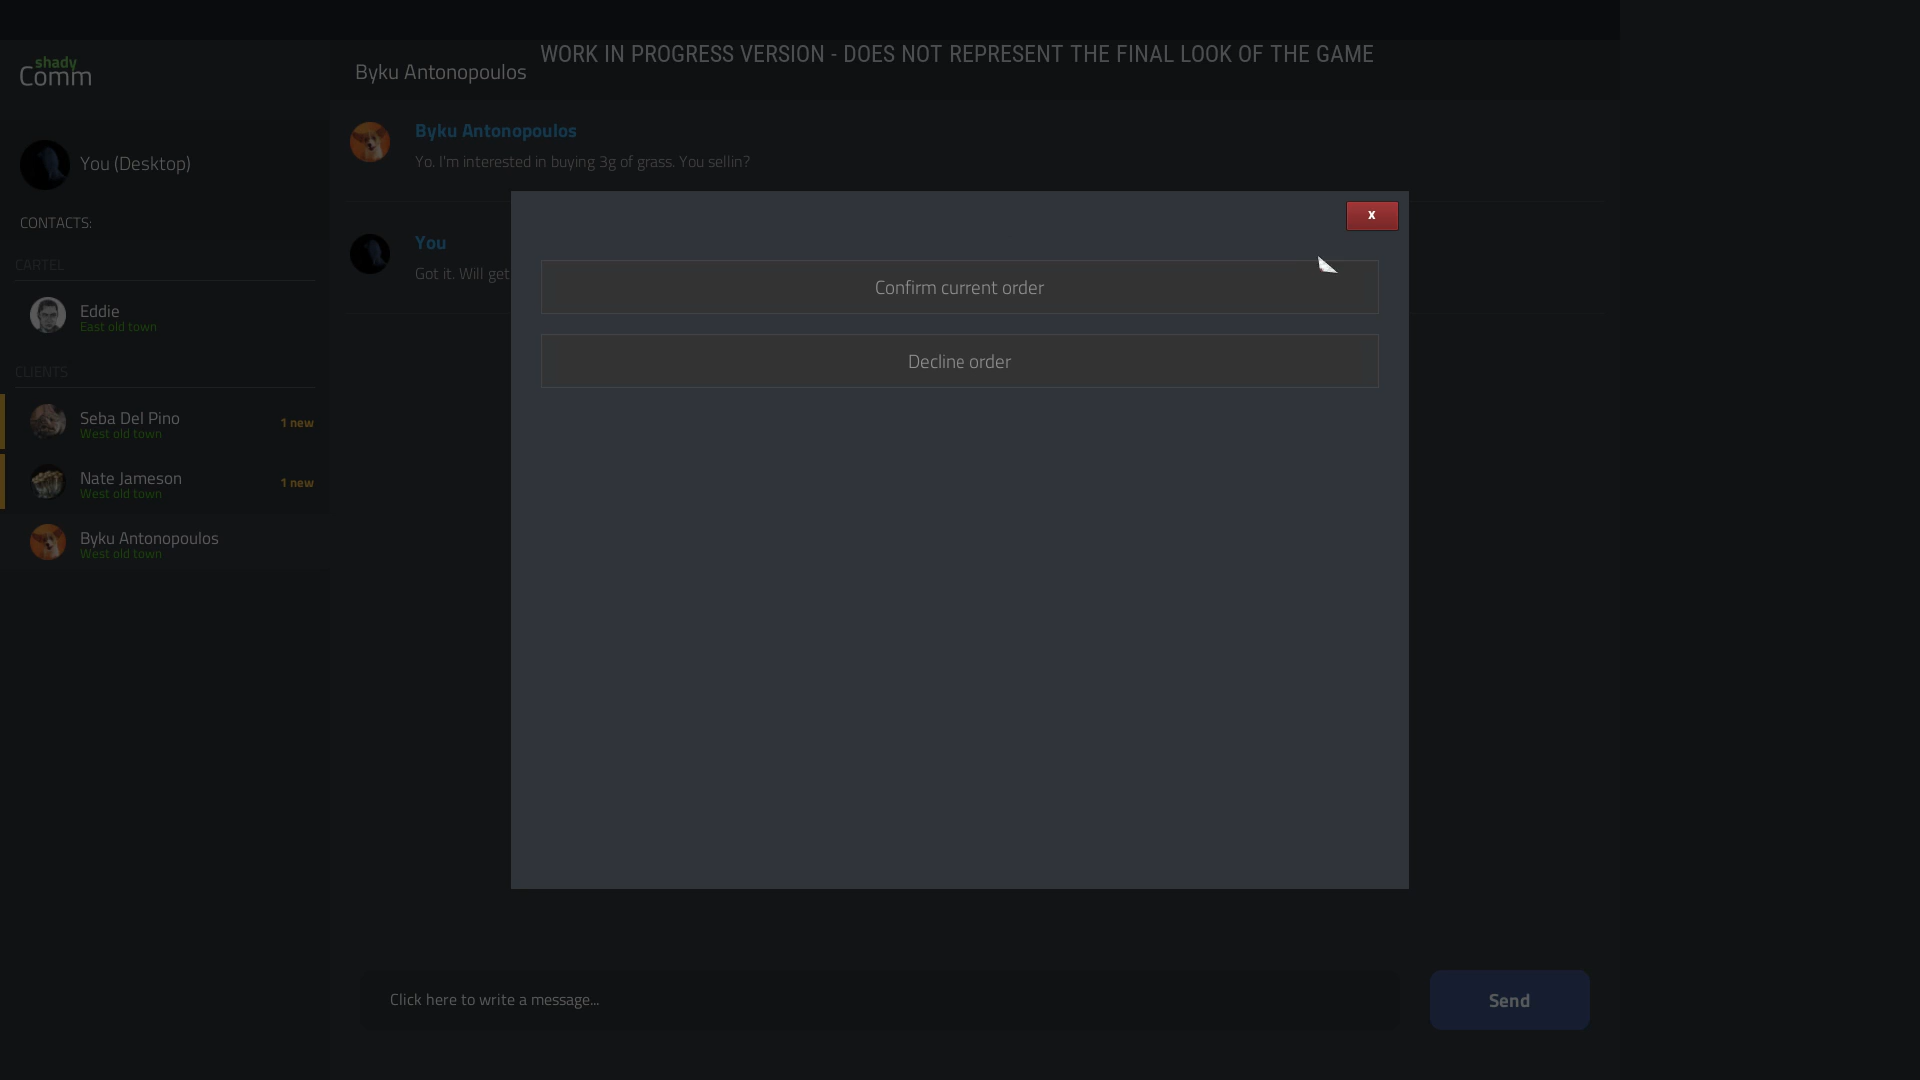 WORK IN PROGRESS VERSION - DOES NOT REPRESENT THE FINAL LOOK OF THE GAME
shady
Comm
You (Desktop)
CONTACTS:
CARTEL
Eddie
East old town
CLIENTS
Seba Del Pino
West old town
1 new
Nate Jameson
West old town
1 new
Byku Antonopoulos
West old town
Byku Antonopoulos
Byku Antonopoulos
Yo. I'm interested in buying 3g of grass. You sellin?
You
Got it. Will get
x
Confirm current order
Decline order
Click here to write a message...
Send